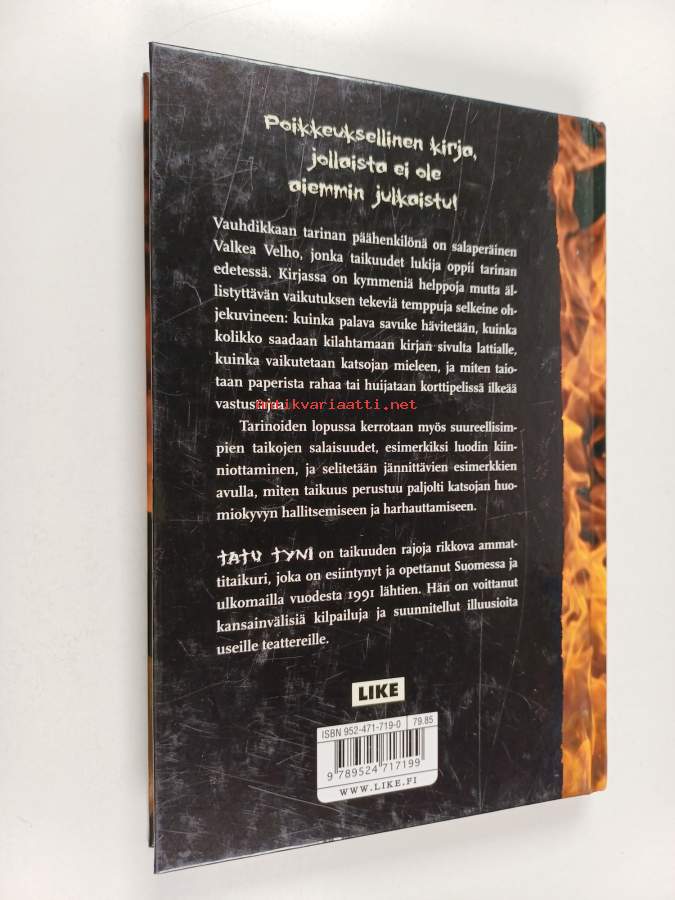 Poikkeuksellinen kirja,
jollaista ei ole
aiemmin julkaistu!
Vauhdikkaan tarinan päähenkilönä on salaperäinen
Valkea Velho, jonka taikuudet lukija oppii tarinan
edetessä. Kirjassa on kymmeniä helppoja mutta äl-
listyttävän vaikutuksen tekeviä temppuja selkeine oh-
jekuvineen: kuinka palava savuke hävitetään, kuinka
kolikko saadaan kilahtamaan kirjan sivulta lattialle,
kuinka vaikutetaan katsojan mieleen, ja miten taio-
taan paperista rahaa tai huijataan korttipelissä ilkeää
vastustajaa.
antikvariaatti.net
Tarinoiden lopussa kerrotaan myös suureellisim-
pien taikojen salaisuudet, esimerkiksi luodin kiin-
niottaminen, ja selitetään jännittävien esimerkkien
avulla, miten taikuus perustuu paljolti katsojan huo-
miokyvyn hallitsemiseen ja harhauttamiseen.
TATU TYNI on taikuuden rajoja rikkova ammat-
titaikuri, joka on esiintynyt ja opettanut Suomessa ja
ulkomailla vuodesta 1991 lähtien. Hän on voittanut
kansainvälisiä kilpailuja ja suunnitellut illuusioita
useille teattereille.
LIKE
ISBN 952-471-719-0 79.85
9 789524 717199
WWW.LIKE.FI